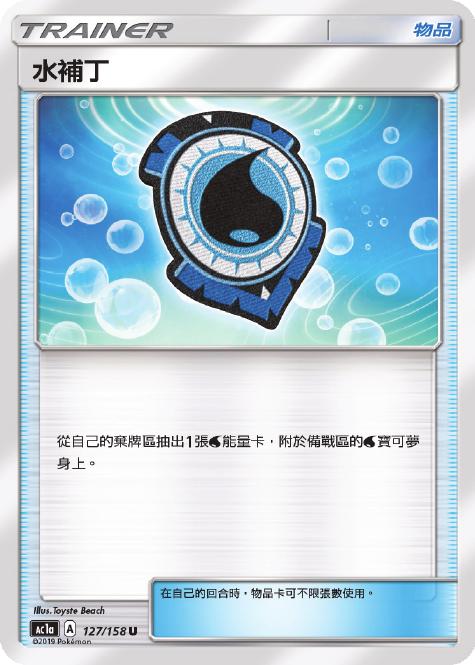 TRAINER
物品
水補丁
從自己的棄牌區抽出1張能量卡，附於備戰區的寶可夢
身上。
在自己的回合時，物品卡可不限張數使用。
Illus. Toyste Beach
AC1a A 127/158 U
©2019 Pokémon